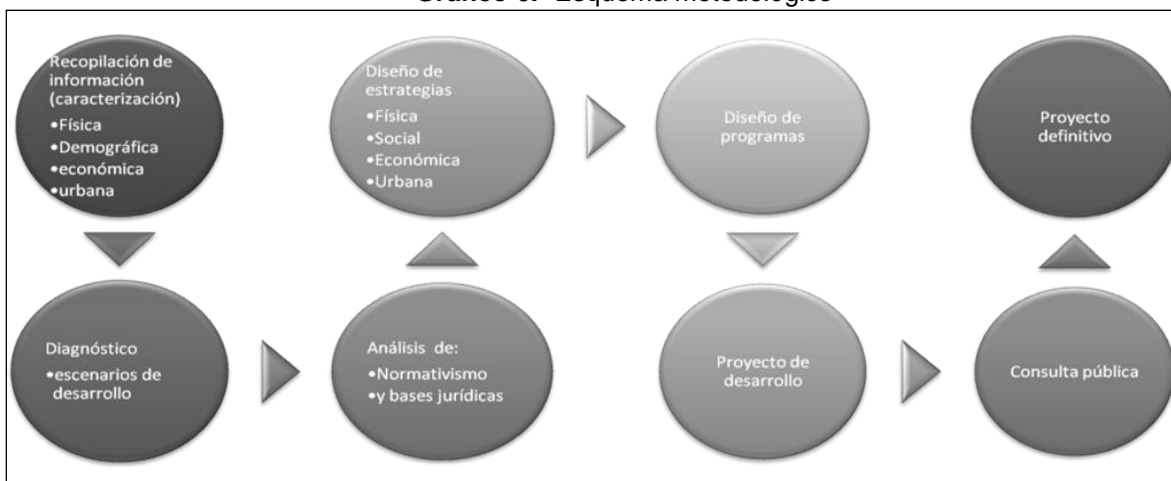 Recopilación de
información
(caracterización)
•Física
•Demográfica
•económica
•urbana
Diagnóstico
•escenarios de
desarrollo
Análisis de:
•Normativismo
•y bases jurídicas
Diseño de
estrategias
•Física
•Social
•Económica
•Urbana
Diseño de
programas
Proyecto de
desarrollo
Consulta pública
Proyecto
definitivo